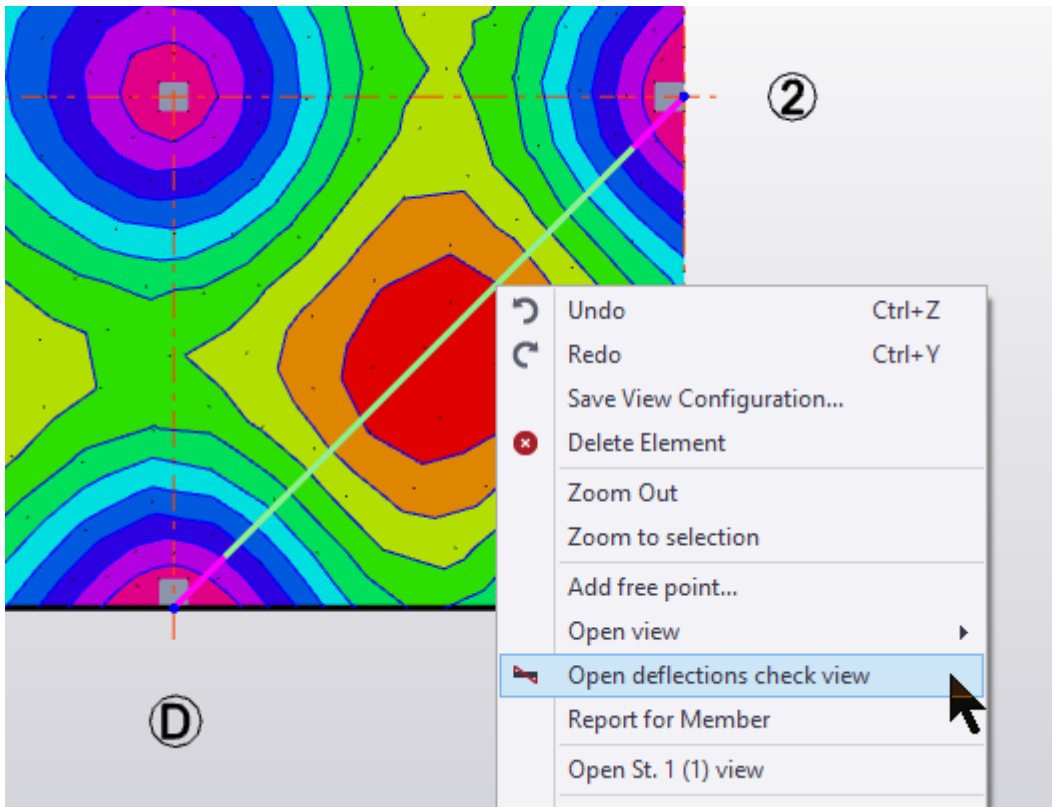 2
Undo Ctrl+Z
Redo Ctrl+Y
Save View Configuration...
Delete Element
Zoom Out
Zoom to selection
Add free point...
Open view
Open deflections check view
Report for Member
D
Open St. 1 (1) view